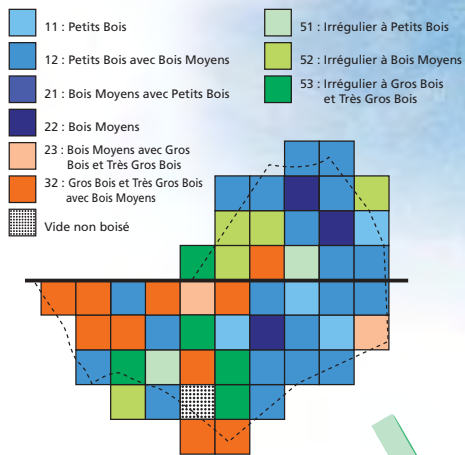 11 : Petits Bois
12 : Petits Bois avec Bois Moyens
21 : Bois Moyens avec Petits Bois
22 : Bois Moyens
23 : Bois Moyens avec Gros
Bois et Très Gros Bois
32 : Gros Bois et Très Gros Bois
avec Bois Moyens
Vide non boisé
51 : Irrégulier à Petits Bois
52 : Irrégulier à Bois Moyens
53 : Irrégulier à Gros Bois
et Très Gros Bois